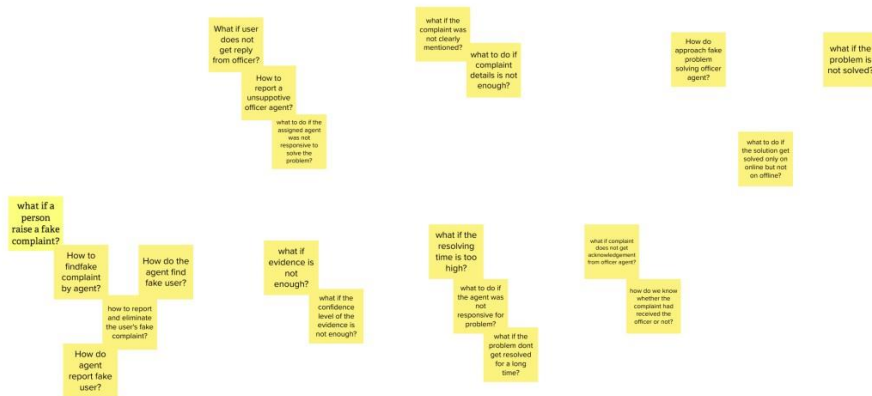 What if user
does not
get reply
from officer?
How to
report a
unsuppotive
officer agent?
what to do if the
assigned agent
was not
responsive to
solve the
problem?
what if the
complaint was
not clearly
mentioned?
what to do if
complaint
details is not
enough?
How do
approach fake
problem
solving officer
agent?
what if the
problem is
not solved?
what to do if
the solution get
solved only on
online but not
on offline?
what if a
person
raise a fake
complaint?
How to
findfake
complaint
by agent?
How do the
agent find
fake user?
how to report
and eliminate
the user's fake
complaint?
How do
agent
report fake
user?
what if
evidence is
not
enough?
what if the
confidence
level of the
evidence is
not enough?
what if the
resolving
time is too
high?
what to do if
the agent was
not
responsive for
problem?
what if the
problem dont
get resolved
for a long
time?
what if complaint
does not get
acknowledgement
from officer agent?
how do we know
whether the
complaint had
received the
officer or not?